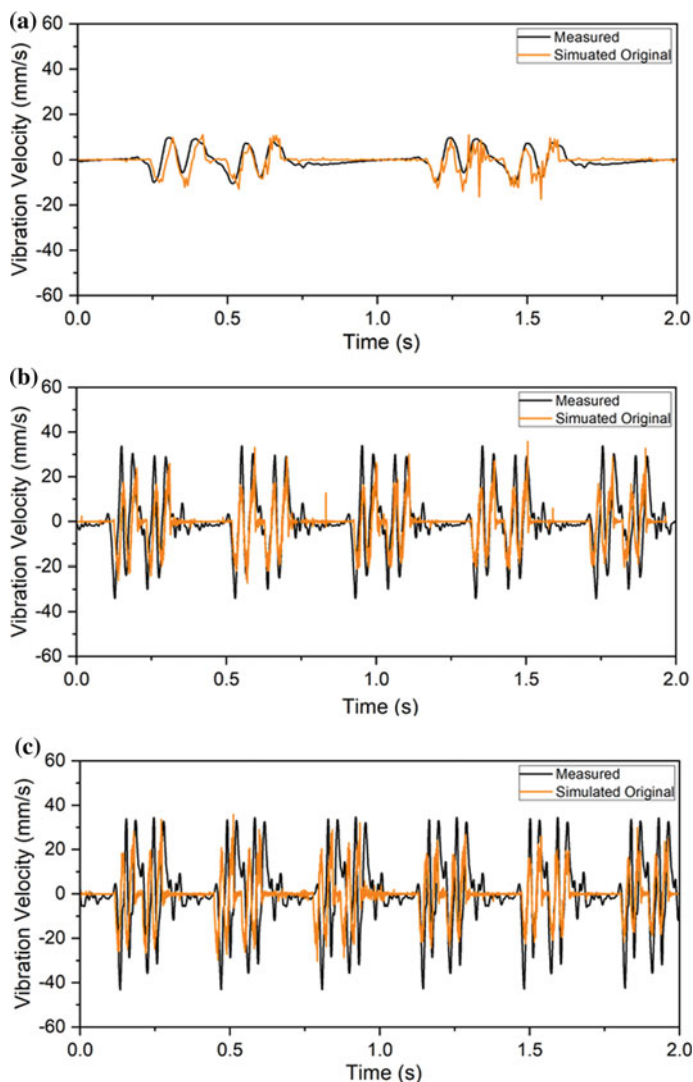 (a)
60
40
20
0
-20
-40
-60
Vibration Velocity (mm/s)
Measured
Simuated Original
0.0 0.5 1.0 1.5 2.0
Time (s)
(b)
60
40
20
0
-20
-40
-60
Vibration Velocity (mm/s)
Measured
Simuated Original
0.0 0.5 1.0 1.5 2.0
Time (s)
(c)
60
40
20
0
-20
-40
-60
Vibration Velocity (mm/s)
Measured
Simulated Original
0.0 0.5 1.0 1.5 2.0
Time (s)